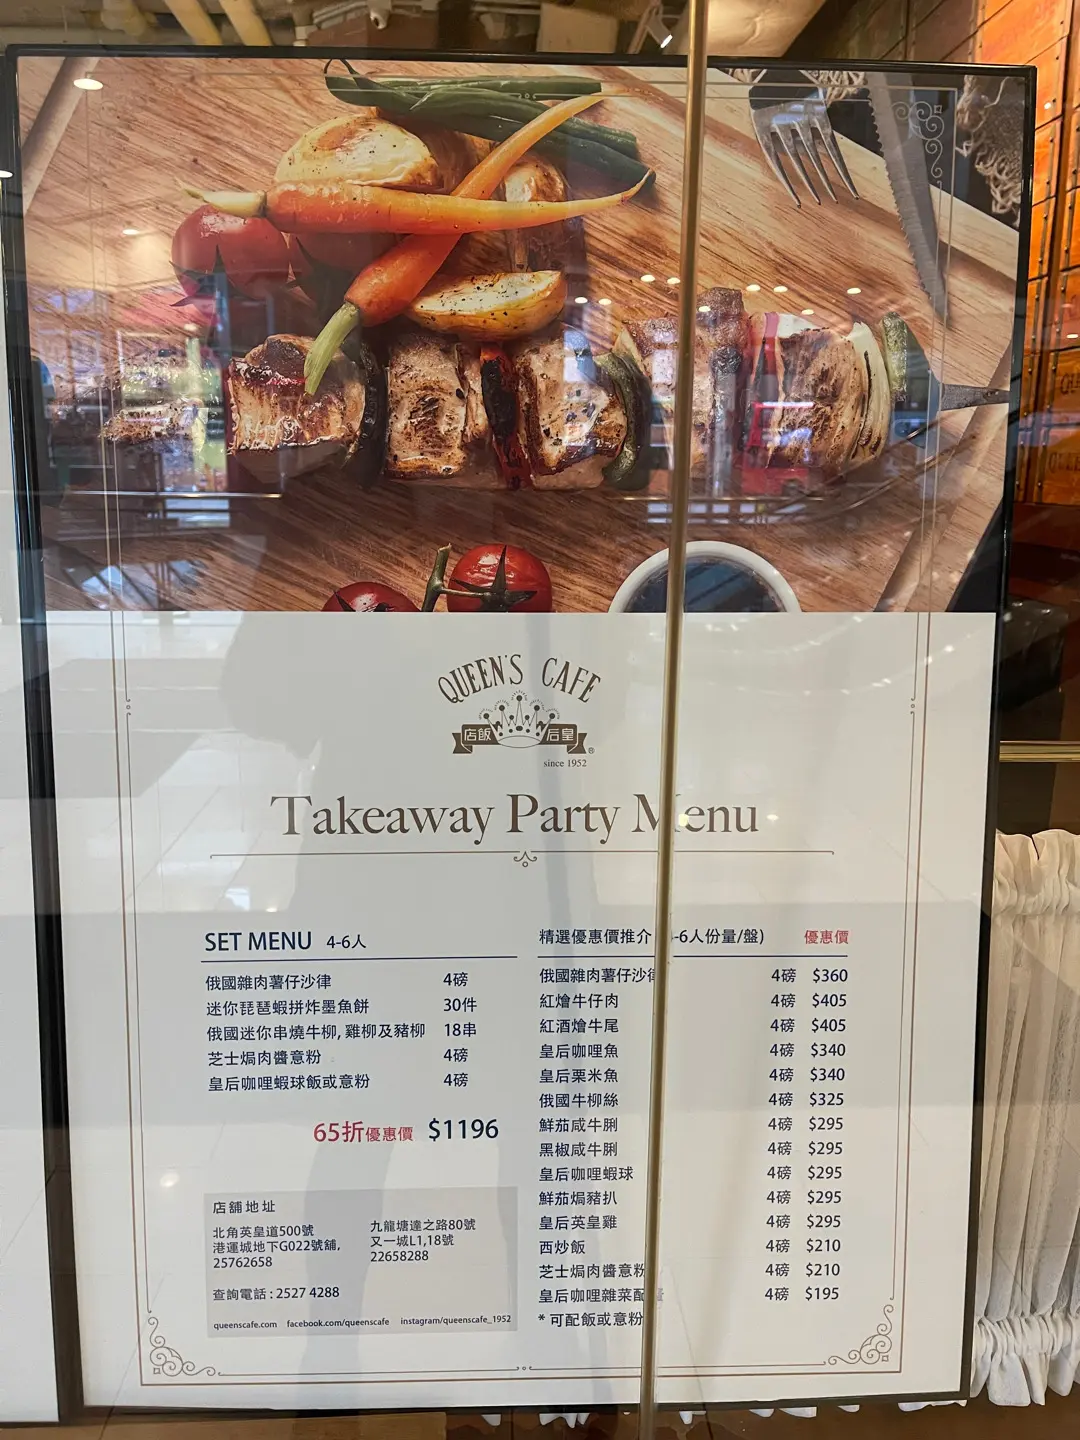 QUEEN'S CAFE
店飯 后皇
®
since 1952
Takeaway Party Menu
SET MENU 4-6人
俄國雜肉薯仔沙律 4磅
迷你琵琶蝦拼炸墨魚餅 30件
俄國迷你串燒牛柳, 雞柳及豬柳 18串
芝士焗肉醬意粉 4磅
皇后咖哩蝦球飯或意粉 4磅
65折優惠價 $1196
店舖地址
北角英皇道500號
港運城地下G022號舖,
25762658
九龍塘達之路80號
又一城L1,18號
22658288
查詢電話 : 2527 4288
queenscafe.com facebook.com/queenscafe instagram/queenscafe_1952
精選優惠價推介 -6人份量/盤) 優惠價
俄國雜肉薯仔沙律 4磅 $360
紅燴牛仔肉 4磅 $405
紅酒燴牛尾 4磅 $405
皇后咖哩魚 4磅 $340
皇后粟米魚 4磅 $340
俄國牛柳絲 4磅 $325
鮮茄咸牛脷 4磅 $295
黑椒咸牛脷 4磅 $295
皇后咖哩蝦球 4磅 $295
鮮茄焗豬扒 4磅 $295
皇后英皇雞 4磅 $295
西炒飯 4磅 $210
芝士焗肉醬意粉 4磅 $210
皇后咖哩雜菜配 4磅 $195
* 可配飯或意粉